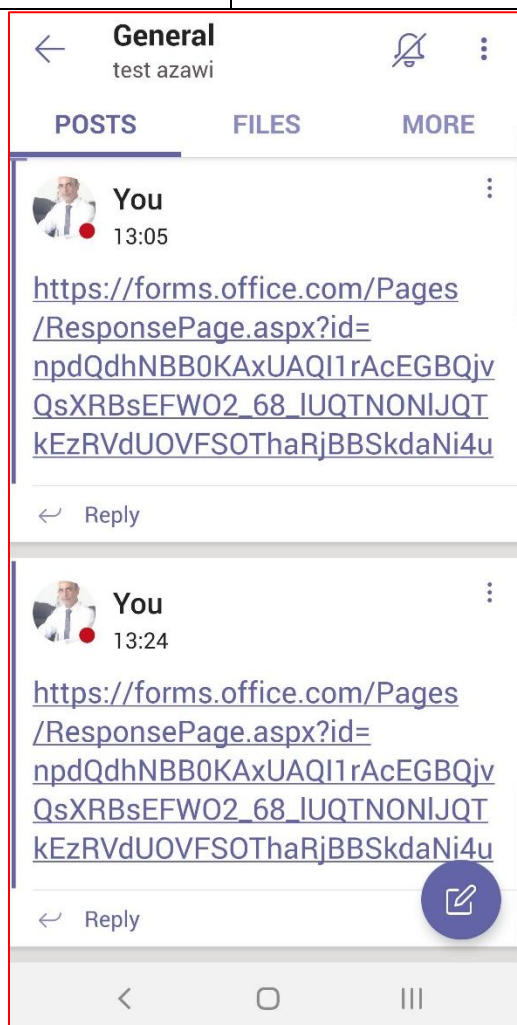 General
test azawi
POSTS FILES MORE
You
13:05
https://forms.office.com/Pages
/ResponsePage.aspx?id=
npdQdhNBB0KAxUAQI1rAcEGBQjv
QsXRBsEFWO2_68_lUQTNONlJQT
kEzRVdUOVFSOThaRjBBSkdaNi4u
Reply
You
13:24
https://forms.office.com/Pages
/ResponsePage.aspx?id=
npdQdhNBB0KAxUAQI1rAcEGBQjv
QsXRBsEFWO2_68_lUQTNONlJQT
kEzRVdUOVFSOThaRjBBSkdaNi4u
Reply